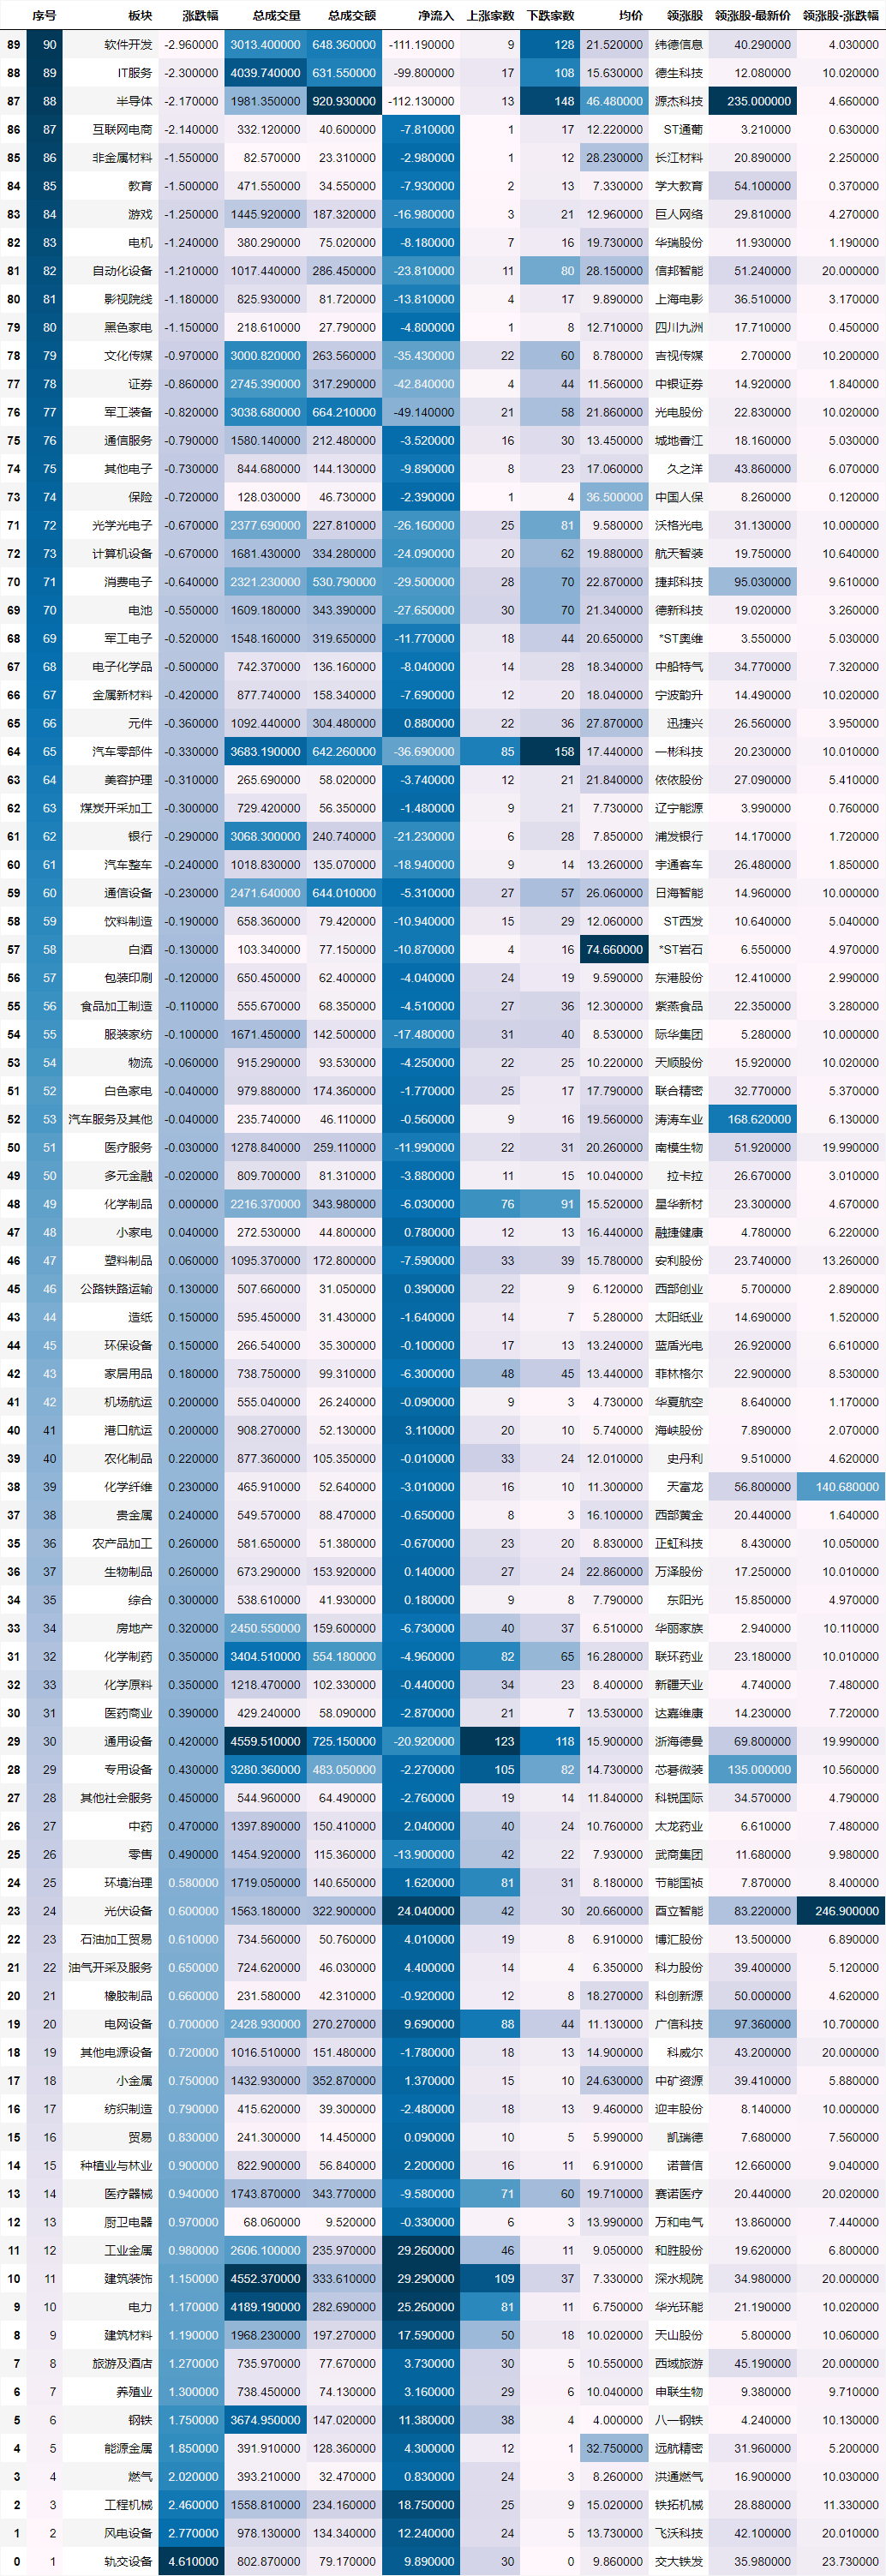 序号 板块 涨跌幅 总成交量 总成交额 净流入 上涨家数 下跌家数 均价 领涨股 领涨股-最新价 领涨股-涨跌幅
89 90 软件开发 -2.960000 3013.400000 648.360000 -111.190000 9 128 21.520000 纬德信息 40.290000 4.030000
88 89 IT服务 -2.300000 4039.740000 631.550000 -99.800000 17 108 15.630000 德生科技 12.080000 10.020000
87 88 半导体 -2.170000 1981.350000 920.930000 -112.130000 13 148 46.480000 源杰科技 235.000000 4.660000
86 87 互联网电商 -2.140000 332.120000 40.600000 -7.810000 1 17 12.220000 ST通葡 3.210000 0.630000
85 86 非金属材料 -1.550000 82.570000 23.310000 -2.980000 1 12 28.230000 长江材料 20.890000 2.250000
84 85 教育 -1.500000 471.550000 34.550000 -7.930000 2 13 7.330000 学大教育 54.100000 0.370000
83 84 游戏 -1.250000 1445.920000 187.320000 -16.980000 3 21 12.960000 巨人网络 29.810000 4.270000
82 83 电机 -1.240000 380.290000 75.020000 -8.180000 7 16 19.730000 华瑞股份 11.930000 1.190000
81 82 自动化设备 -1.210000 1017.440000 286.450000 -23.810000 11 80 28.150000 信邦智能 51.240000 20.000000
80 81 影视院线 -1.180000 825.930000 81.720000 -13.810000 4 17 9.890000 上海电影 36.510000 3.170000
79 80 黑色家电 -1.150000 218.610000 27.790000 -4.800000 1 8 12.710000 四川九洲 17.710000 0.450000
78 79 文化传媒 -0.970000 3000.820000 263.560000 -35.430000 22 60 8.780000 吉视传媒 2.700000 10.200000
77 78 证券 -0.860000 2745.390000 317.290000 -42.840000 4 44 11.560000 中银证券 14.920000 1.840000
76 77 军工装备 -0.820000 3038.680000 664.210000 -49.140000 21 58 21.860000 光电股份 22.830000 10.020000
75 76 通信服务 -0.790000 1580.140000 212.480000 -3.520000 16 30 13.450000 城地香江 18.160000 5.030000
74 75 其他电子 -0.730000 844.680000 144.130000 -9.890000 8 23 17.060000 久之洋 43.860000 6.070000
73 74 保险 -0.720000 128.030000 46.730000 -2.390000 1 4 36.500000 中国人保 8.260000 0.120000
71 72 光学光电子 -0.670000 2377.690000 227.810000 -26.160000 25 81 9.580000 沃格光电 31.130000 10.000000
72 73 计算机设备 -0.670000 1681.430000 334.280000 -24.090000 20 62 19.880000 航天智装 19.750000 10.640000
70 71 消费电子 -0.640000 2321.230000 530.790000 -29.500000 28 70 22.870000 捷邦科技 95.030000 9.610000
69 70 电池 -0.550000 1609.180000 343.390000 -27.650000 30 70 21.340000 德新科技 19.020000 3.260000
68 69 军工电子 -0.520000 1548.160000 319.650000 -11.770000 18 44 20.650000 *ST奥维 3.550000 5.030000
67 68 电子化学品 -0.500000 742.370000 136.160000 -8.040000 14 28 18.340000 中船特气 34.770000 7.320000
66 67 金属新材料 -0.420000 877.740000 158.340000 -7.690000 12 20 18.040000 宁波韵升 14.490000 10.020000
65 66 元件 -0.360000 1092.440000 304.480000 0.880000 22 36 27.870000 迅捷兴 26.560000 3.950000
64 65 汽车零部件 -0.330000 3683.190000 642.260000 -36.690000 85 158 17.440000 一彬科技 20.230000 10.010000
63 64 美容护理 -0.310000 265.690000 58.020000 -3.740000 12 21 21.840000 依依股份 27.090000 5.410000
62 63 煤炭开采加工 -0.300000 729.420000 56.350000 -1.480000 9 21 7.730000 辽宁能源 3.990000 0.760000
61 62 银行 -0.290000 3068.300000 240.740000 -21.230000 6 28 7.850000 浦发银行 14.170000 1.720000
60 61 汽车整车 -0.240000 1018.830000 135.070000 -18.940000 9 14 13.260000 宇通客车 26.480000 1.850000
59 60 通信设备 -0.230000 2471.640000 644.010000 -5.310000 27 57 26.060000 日海智能 14.960000 10.000000
58 59 饮料制造 -0.190000 658.360000 79.420000 -10.940000 15 29 12.060000 ST西发 10.640000 5.040000
57 58 白酒 -0.130000 103.340000 77.150000 -10.870000 4 16 74.660000 *ST岩石 6.550000 4.970000
56 57 包装印刷 -0.120000 650.450000 62.400000 -4.040000 24 19 9.590000 东港股份 12.410000 2.990000
55 56 食品加工制造 -0.110000 555.670000 68.350000 -4.510000 27 36 12.300000 紫燕食品 22.350000 3.280000
54 55 服装家纺 -0.100000 1671.450000 142.500000 -17.480000 31 40 8.530000 际华集团 5.280000 10.000000
53 54 物流 -0.060000 915.290000 93.530000 -4.250000 22 25 10.220000 天顺股份 15.920000 10.020000
51 52 白色家电 -0.040000 979.880000 174.360000 -1.770000 25 17 17.790000 联合精密 32.770000 5.370000
52 53 汽车服务及其他 -0.040000 235.740000 46.110000 -0.560000 9 16 19.560000 涛涛车业 168.620000 6.130000
50 51 医疗服务 -0.030000 1278.840000 259.110000 -11.990000 22 31 20.260000 南模生物 51.920000 19.990000
49 50 多元金融 -0.020000 809.700000 81.310000 -3.880000 11 15 10.040000 拉卡拉 26.670000 3.010000
48 49 化学制品 0.000000 2216.370000 343.980000 -6.030000 76 91 15.520000 星华新材 23.300000 4.670000
47 48 小家电 0.040000 272.530000 44.800000 0.780000 12 13 16.440000 融捷健康 4.780000 6.220000
46 47 塑料制品 0.060000 1095.370000 172.800000 -7.590000 33 39 15.780000 安利股份 23.740000 13.260000
45 46 公路铁路运输 0.130000 507.660000 31.050000 0.390000 22 9 6.120000 西部创业 5.700000 2.890000
43 44 造纸 0.150000 595.450000 31.430000 -1.640000 14 7 5.280000 太阳纸业 14.690000 1.520000
44 45 环保设备 0.150000 266.540000 35.300000 -0.100000 17 13 13.240000 蓝盾光电 26.920000 6.610000
42 43 家居用品 0.180000 738.750000 99.310000 -6.300000 48 45 13.440000 菲林格尔 22.900000 8.530000
41 42 机场航运 0.200000 555.040000 26.240000 -0.090000 9 3 4.730000 华夏航空 8.640000 1.170000
40 41 港口航运 0.200000 908.270000 52.130000 3.110000 20 10 5.740000 海峡股份 7.890000 2.070000
39 40 农化制品 0.220000 877.360000 105.350000 -0.010000 33 24 12.010000 史丹利 9.510000 4.620000
38 39 化学纤维 0.230000 465.910000 52.640000 -3.010000 16 10 11.300000 天富龙 56.800000 140.680000
37 38 贵金属 0.240000 549.570000 88.470000 -0.650000 8 3 16.100000 西部黄金 20.440000 1.640000
35 36 农产品加工 0.260000 581.650000 51.380000 -0.670000 23 20 8.830000 正虹科技 8.430000 10.050000
36 37 生物制品 0.260000 673.290000 153.920000 0.140000 27 24 22.860000 万泽股份 17.250000 10.010000
34 35 综合 0.300000 538.610000 41.930000 0.180000 9 8 7.790000 东阳光 15.850000 4.970000
33 34 房地产 0.320000 2450.550000 159.600000 -6.730000 40 37 6.510000 华丽家族 2.940000 10.110000
31 32 化学制药 0.350000 3404.510000 554.180000 -4.960000 82 65 16.280000 联环药业 23.180000 10.010000
32 33 化学原料 0.350000 1218.470000 102.330000 -0.440000 34 23 8.400000 新疆天业 4.740000 7.480000
30 31 医药商业 0.390000 429.240000 58.090000 -2.870000 21 7 13.530000 达嘉维康 14.230000 7.720000
29 30 通用设备 0.420000 4559.510000 725.150000 -20.920000 123 118 15.900000 浙海德曼 69.800000 19.990000
28 29 专用设备 0.430000 3280.360000 483.050000 -2.270000 105 82 14.730000 芯碁微装 135.000000 10.560000
27 28 其他社会服务 0.450000 544.960000 64.490000 -2.760000 19 14 11.840000 科锐国际 34.570000 4.790000
26 27 中药 0.470000 1397.890000 150.410000 2.040000 40 24 10.760000 太龙药业 6.610000 7.480000
25 26 零售 0.490000 1454.920000 115.360000 -13.900000 42 22 7.930000 武商集团 11.680000 9.980000
24 25 环境治理 0.580000 1719.050000 140.650000 1.620000 81 31 8.180000 节能国祯 7.870000 8.400000
23 24 光伏设备 0.600000 1563.180000 322.900000 24.040000 42 30 20.660000 酉立智能 83.220000 246.900000
22 23 石油加工贸易 0.610000 734.560000 50.760000 4.010000 19 8 6.910000 博汇股份 13.500000 6.890000
21 22 油气开采及服务 0.650000 724.620000 46.030000 4.400000 14 4 6.350000 科力股份 39.400000 5.120000
20 21 橡胶制品 0.660000 231.580000 42.310000 -0.920000 12 8 18.270000 科创新源 50.000000 4.620000
19 20 电网设备 0.700000 2428.930000 270.270000 9.690000 88 44 11.130000 广信科技 97.360000 10.700000
18 19 其他电源设备 0.720000 1016.510000 151.480000 -1.780000 18 13 14.900000 科威尔 43.200000 20.000000
17 18 小金属 0.750000 1432.930000 352.870000 1.370000 15 10 24.630000 中矿资源 39.410000 5.880000
16 17 纺织制造 0.790000 415.620000 39.300000 -2.480000 18 13 9.460000 迎丰股份 8.140000 10.000000
15 16 贸易 0.830000 241.300000 14.450000 0.090000 10 5 5.990000 凯瑞德 7.680000 7.560000
14 15 种植业与林业 0.900000 822.900000 56.840000 2.200000 16 11 6.910000 诺普信 12.660000 9.040000
13 14 医疗器械 0.940000 1743.870000 343.770000 -9.580000 71 60 19.710000 赛诺医疗 20.440000 20.020000
12 13 厨卫电器 0.970000 68.060000 9.520000 -0.330000 6 3 13.990000 万和电气 13.860000 7.440000
11 12 工业金属 0.980000 2606.100000 235.970000 29.260000 46 11 9.050000 和胜股份 19.620000 6.800000
10 11 建筑装饰 1.150000 4552.370000 333.610000 29.290000 109 37 7.330000 深水规院 34.980000 20.000000
9 10 电力 1.170000 4189.190000 282.690000 25.260000 81 11 6.750000 华光环能 21.190000 10.020000
8 9 建筑材料 1.190000 1968.230000 197.270000 17.590000 50 18 10.020000 天山股份 5.800000 10.060000
7 8 旅游及酒店 1.270000 735.970000 77.670000 3.730000 30 5 10.550000 西域旅游 45.190000 20.000000
6 7 养殖业 1.300000 738.450000 74.130000 3.160000 29 6 10.040000 申联生物 9.380000 9.710000
5 6 钢铁 1.750000 3674.950000 147.020000 11.380000 38 4 4.000000 八一钢铁 4.240000 10.130000
4 5 能源金属 1.850000 391.910000 128.360000 4.300000 12 1 32.750000 远航精密 31.960000 5.200000
3 4 燃气 2.020000 393.210000 32.470000 0.830000 24 3 8.260000 洪通燃气 16.900000 10.030000
2 3 工程机械 2.460000 1558.810000 234.160000 18.750000 25 9 15.020000 铁拓机械 28.880000 11.330000
1 2 风电设备 2.770000 978.130000 134.340000 12.240000 24 5 13.730000 飞沃科技 42.100000 20.010000
0 1 轨交设备 4.610000 802.870000 79.170000 9.890000 30 0 9.860000 交大铁发 35.980000 23.730000